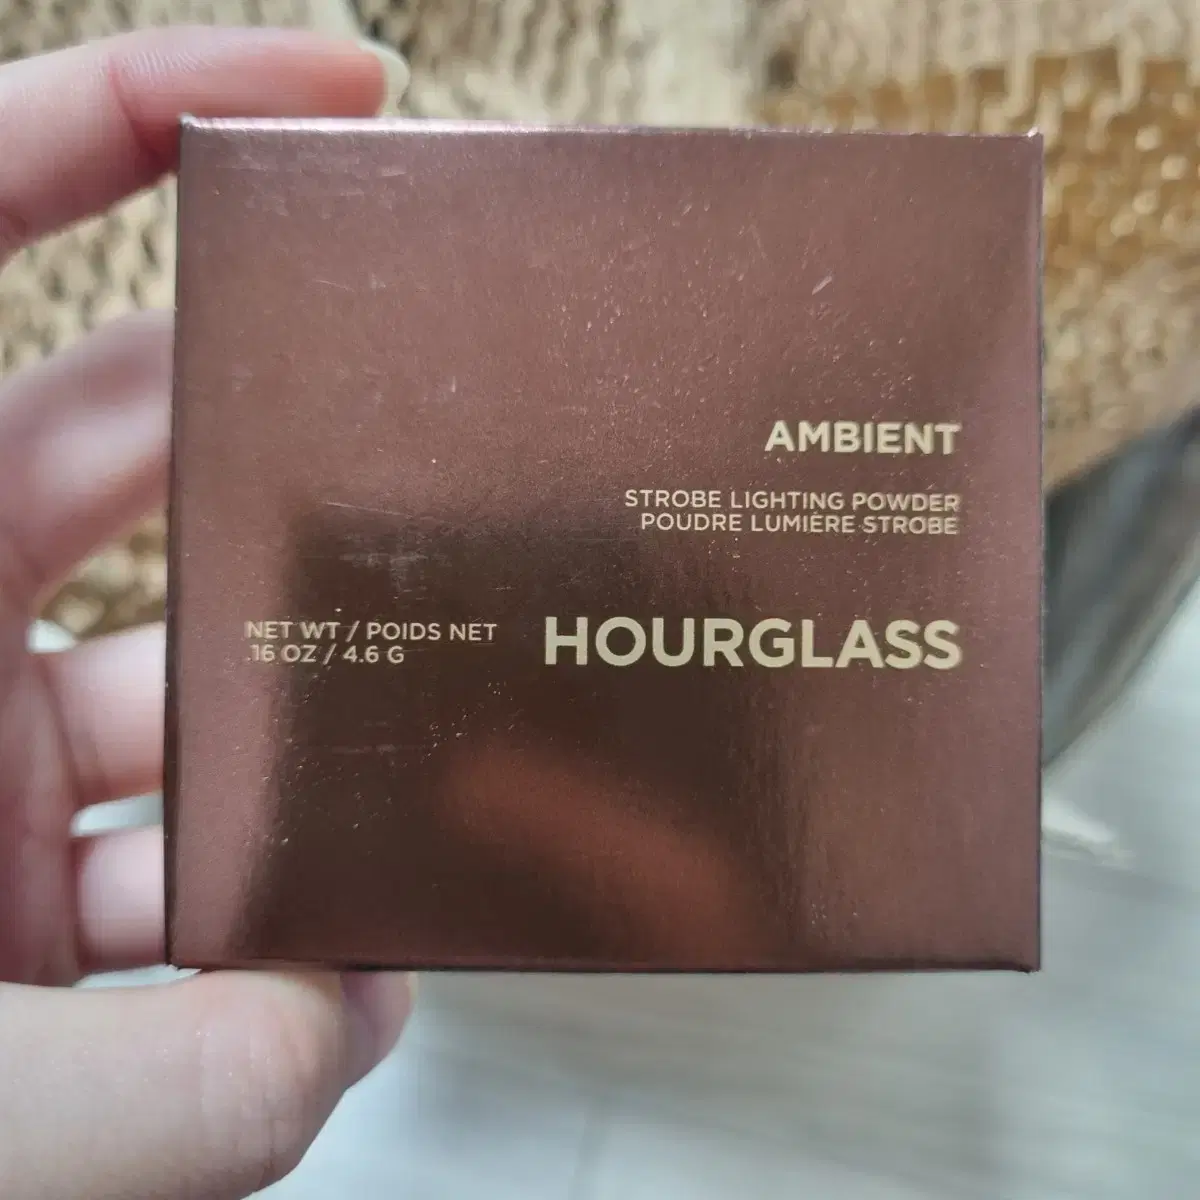 AMBIENT
STROBE LIGHTING POWDER
POUDRE LUMIÈRE STROBE
NET WT / POIDS NET
.16 OZ / 4.6 G
HOURGLASS